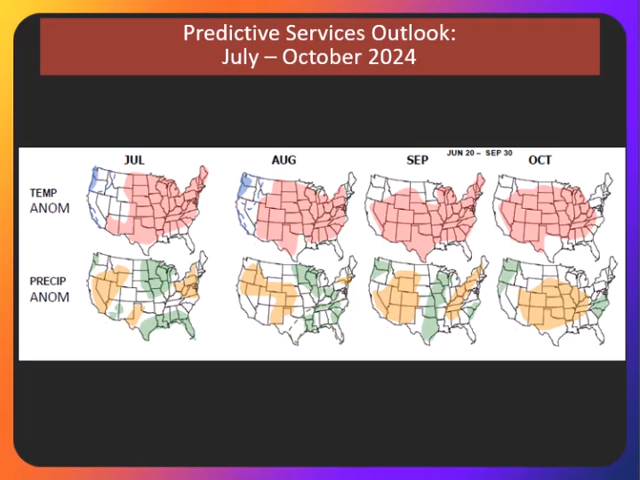 Predictive Services Outlook:
July – October 2024
JUN 20 – SEP 30
JUL AUG SEP OCT
TEMP
ANOM
PRECIP
ANOM